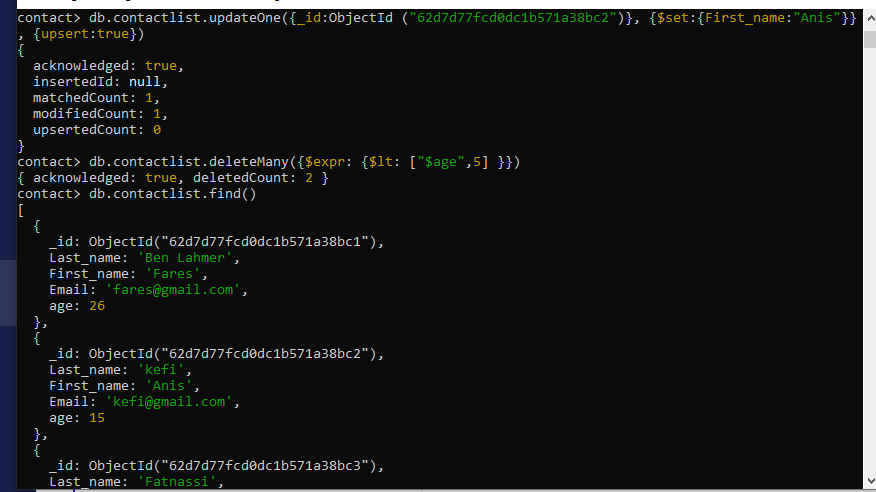 contact> db.contactlist.updateOne({_id:ObjectId ("62d7d77fcd0dc1b571a38bc2")}, {$set:{First_name:"Anis"}}
, {upsert:true})
{
  acknowledged: true,
  insertedId: null,
  matchedCount: 1,
  modifiedCount: 1,
  upsertedCount: 0
}
contact> db.contactlist.deleteMany({$expr: {$lt: ["$age",5] }})
{ acknowledged: true, deletedCount: 2 }
contact> db.contactlist.find()
[
  {
    _id: ObjectId("62d7d77fcd0dc1b571a38bc1"),
    Last_name: 'Ben Lahmer',
    First_name: 'Fares',
    Email: 'fares@gmail.com',
    age: 26
  },
  {
    _id: ObjectId("62d7d77fcd0dc1b571a38bc2"),
    Last_name: 'kefi',
    First_name: 'Anis',
    Email: 'kefi@gmail.com',
    age: 15
  },
  {
    _id: ObjectId("62d7d77fcd0dc1b571a38bc3"),
    Last_name: 'Fatnassi',